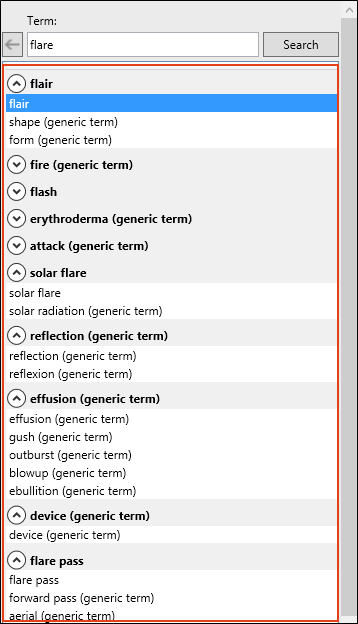 Term:
flare Search
flair
flair
shape (generic term)
form (generic term)
fire (generic term)
flash
erythroderma (generic term)
attack (generic term)
solar flare
solar flare
solar radiation (generic term)
reflection (generic term)
reflection (generic term)
reflexion (generic term)
effusion (generic term)
effusion (generic term)
gush (generic term)
outburst (generic term)
blowup (generic term)
ebullition (generic term)
device (generic term)
device (generic term)
flare pass
flare pass
forward pass (generic term)
aerial (generic term)